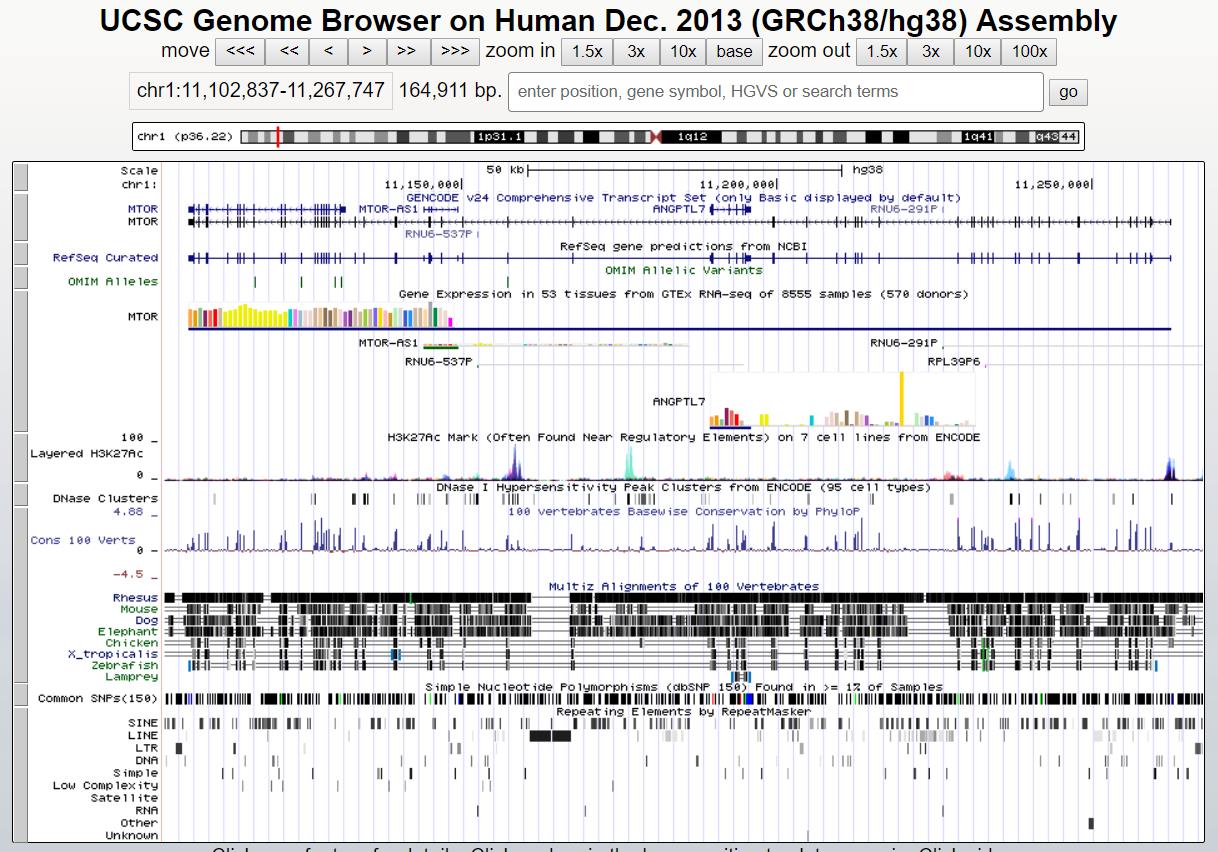 UCSC Genome Browser on Human Dec. 2013 (GRCh38/hg38) Assembly
move <<< << < > >> >>> zoom in 1.5x 3x 10x base zoom out 1.5x 3x 10x 100x
chr1:11,102,837-11,267,747 164,911 bp. enter position, gene symbol, HGVS or search terms go
chr1 (p36.22) 1p31.1 1q12 1q41 q43 44
Scale 50 kb hg38
chr1: 11,150,000 11,200,000 11,250,000
GENCODE v24 Comprehensive Transcript Set (only Basic displayed by default)
MTOR MTOR-AS1 ANGPTL7 RNU6-291P
MTOR
RNU6-537P
RefSeq gene predictions from NCBI
RefSeq Curated
OMIM Allelic Variants
OMIM Alleles
Gene Expression in 53 tissues from GTEx RNA-seq of 8555 samples (570 donors)
MTOR
MTOR-AS1 RNU6-291P
RNU6-537P RPL39P6
ANGPTL7
H3K27Ac Mark (Often Found Near Regulatory Elements) on 7 cell lines from ENCODE
100 _
Layered H3K27Ac
0 _
DNase I Hypersensitivity Peak Clusters from ENCODE (95 cell types)
DNase Clusters
100 vertebrates Basewise Conservation by PhyloP
4.88 _
Cons 100 Verts
0 _
-4.5 _
Multiz Alignments of 100 Vertebrates
Rhesus
Mouse
Dog
Elephant
Chicken
X_tropicalis
Zebrafish
Lamprey
Simple Nucleotide Polymorphisms (dbSNP 150) Found in >= 1% of Samples
Common SNPs(150)
Repeating Elements by RepeatMasker
SINE
LINE
LTR
DNA
Simple
Low Complexity
Satellite
RNA
Other
Unknown